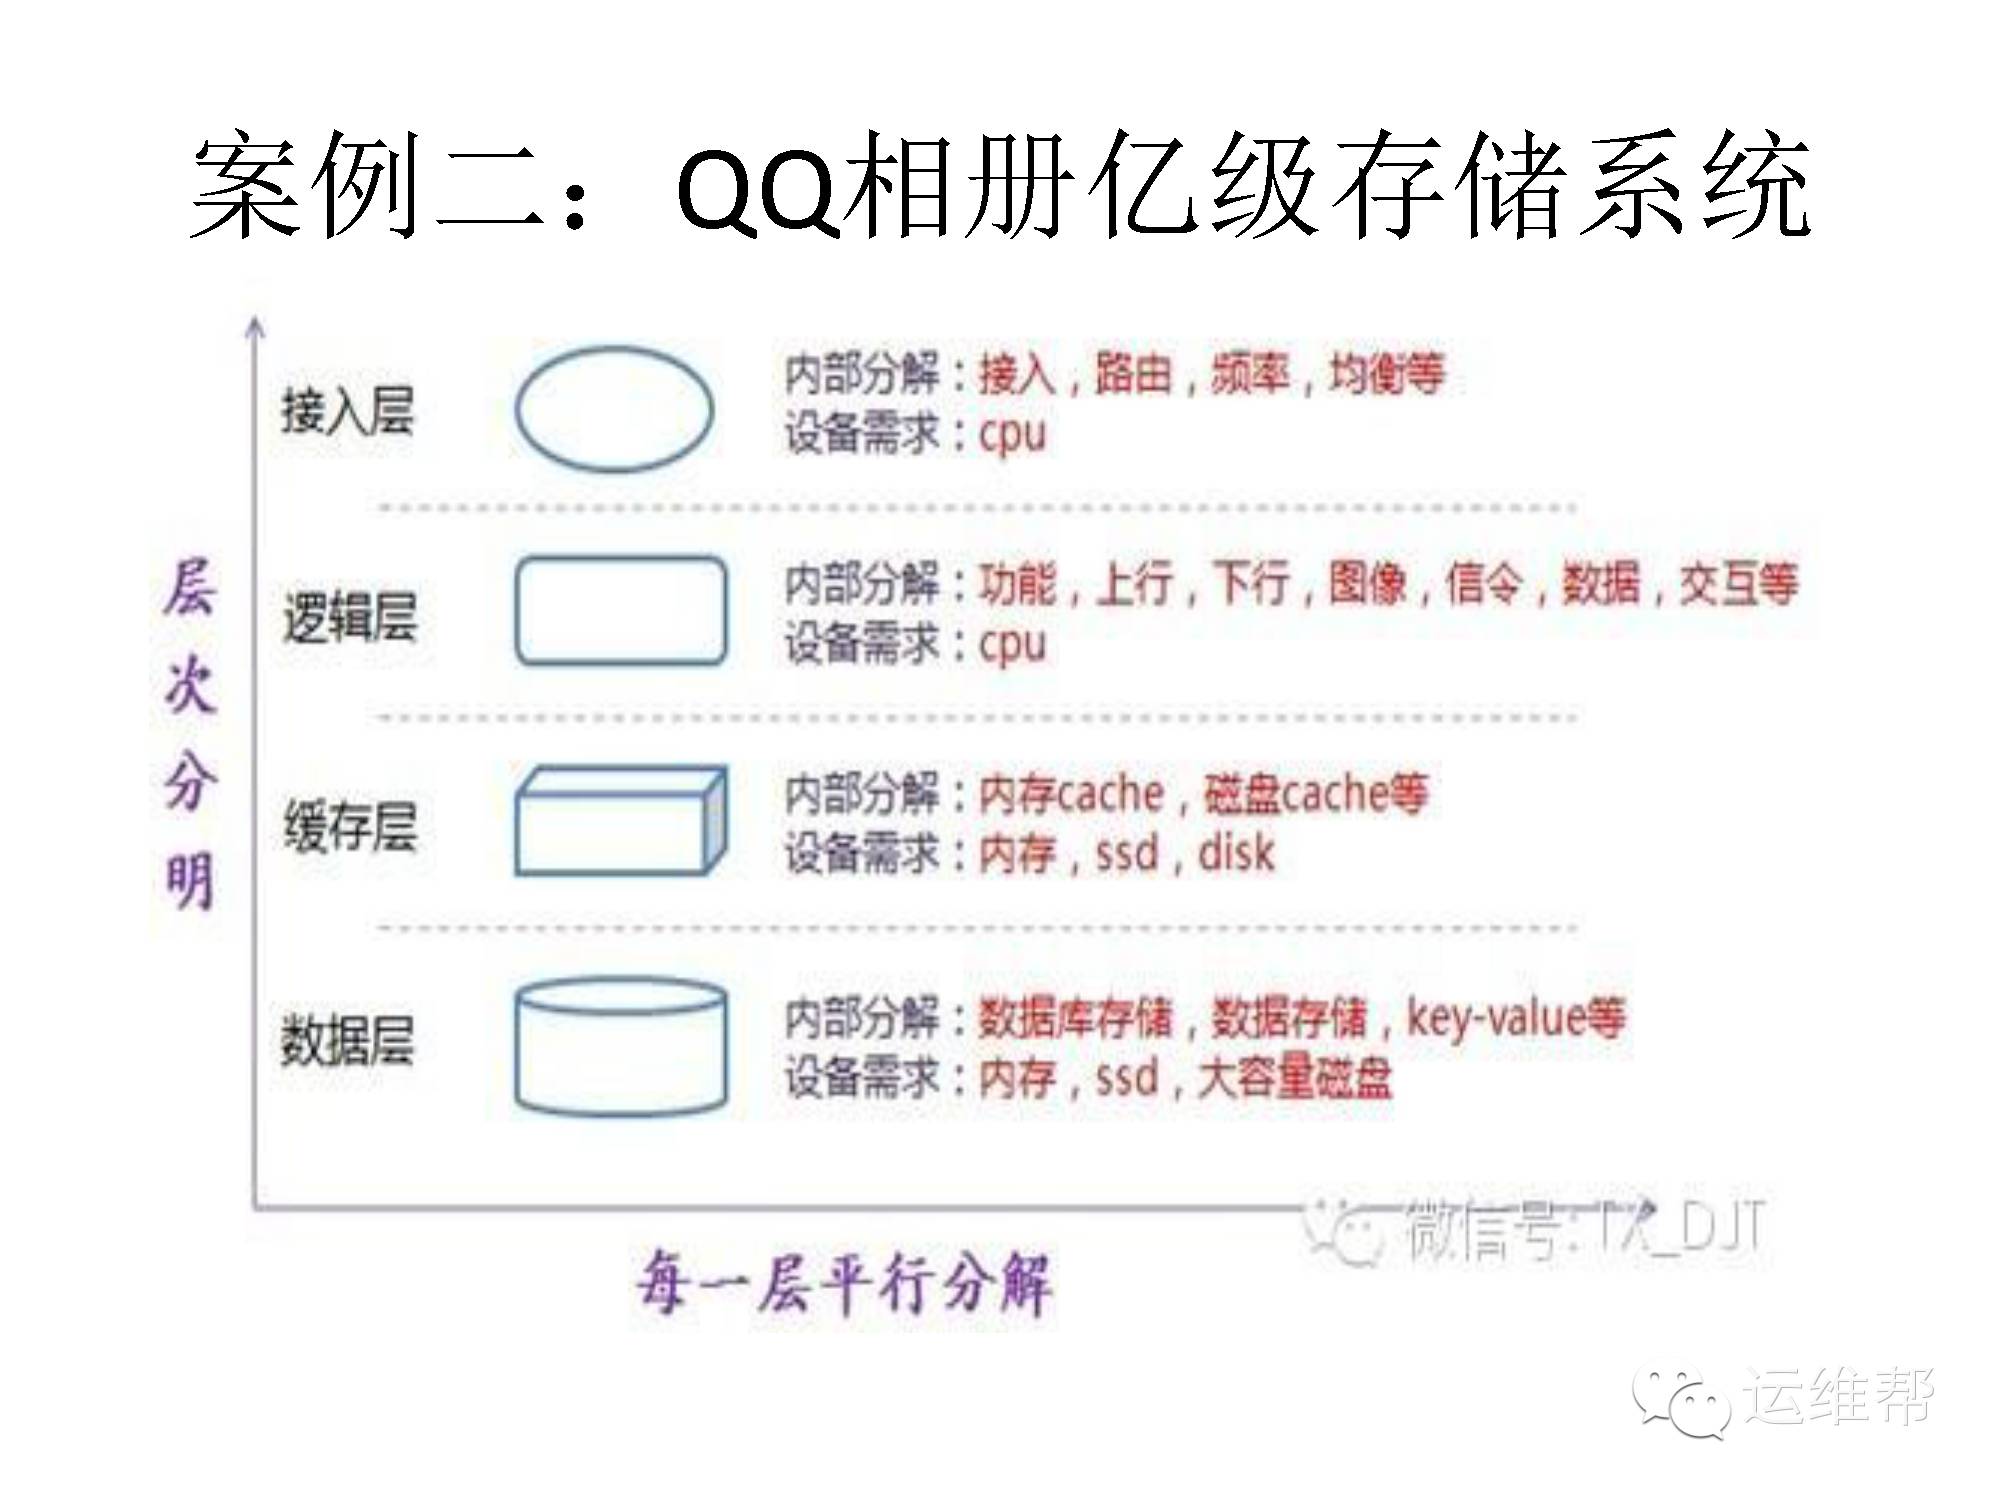 案例二：QQ相册亿级存储系统
层次分明
接入层
内部分解：接入，路由，频率，均衡等
设备需求：cpu
逻辑层
内部分解：功能，上行，下行，图像，信令，数据，交互等
设备需求：cpu
缓存层
内部分解：内存cache，磁盘cache等
设备需求：内存，ssd，disk
数据层
内部分解：数据库存储，数据存储，key-value等
设备需求：内存，ssd，大容量磁盘
微信号：TX_DJT
每一层平行分解
运维帮